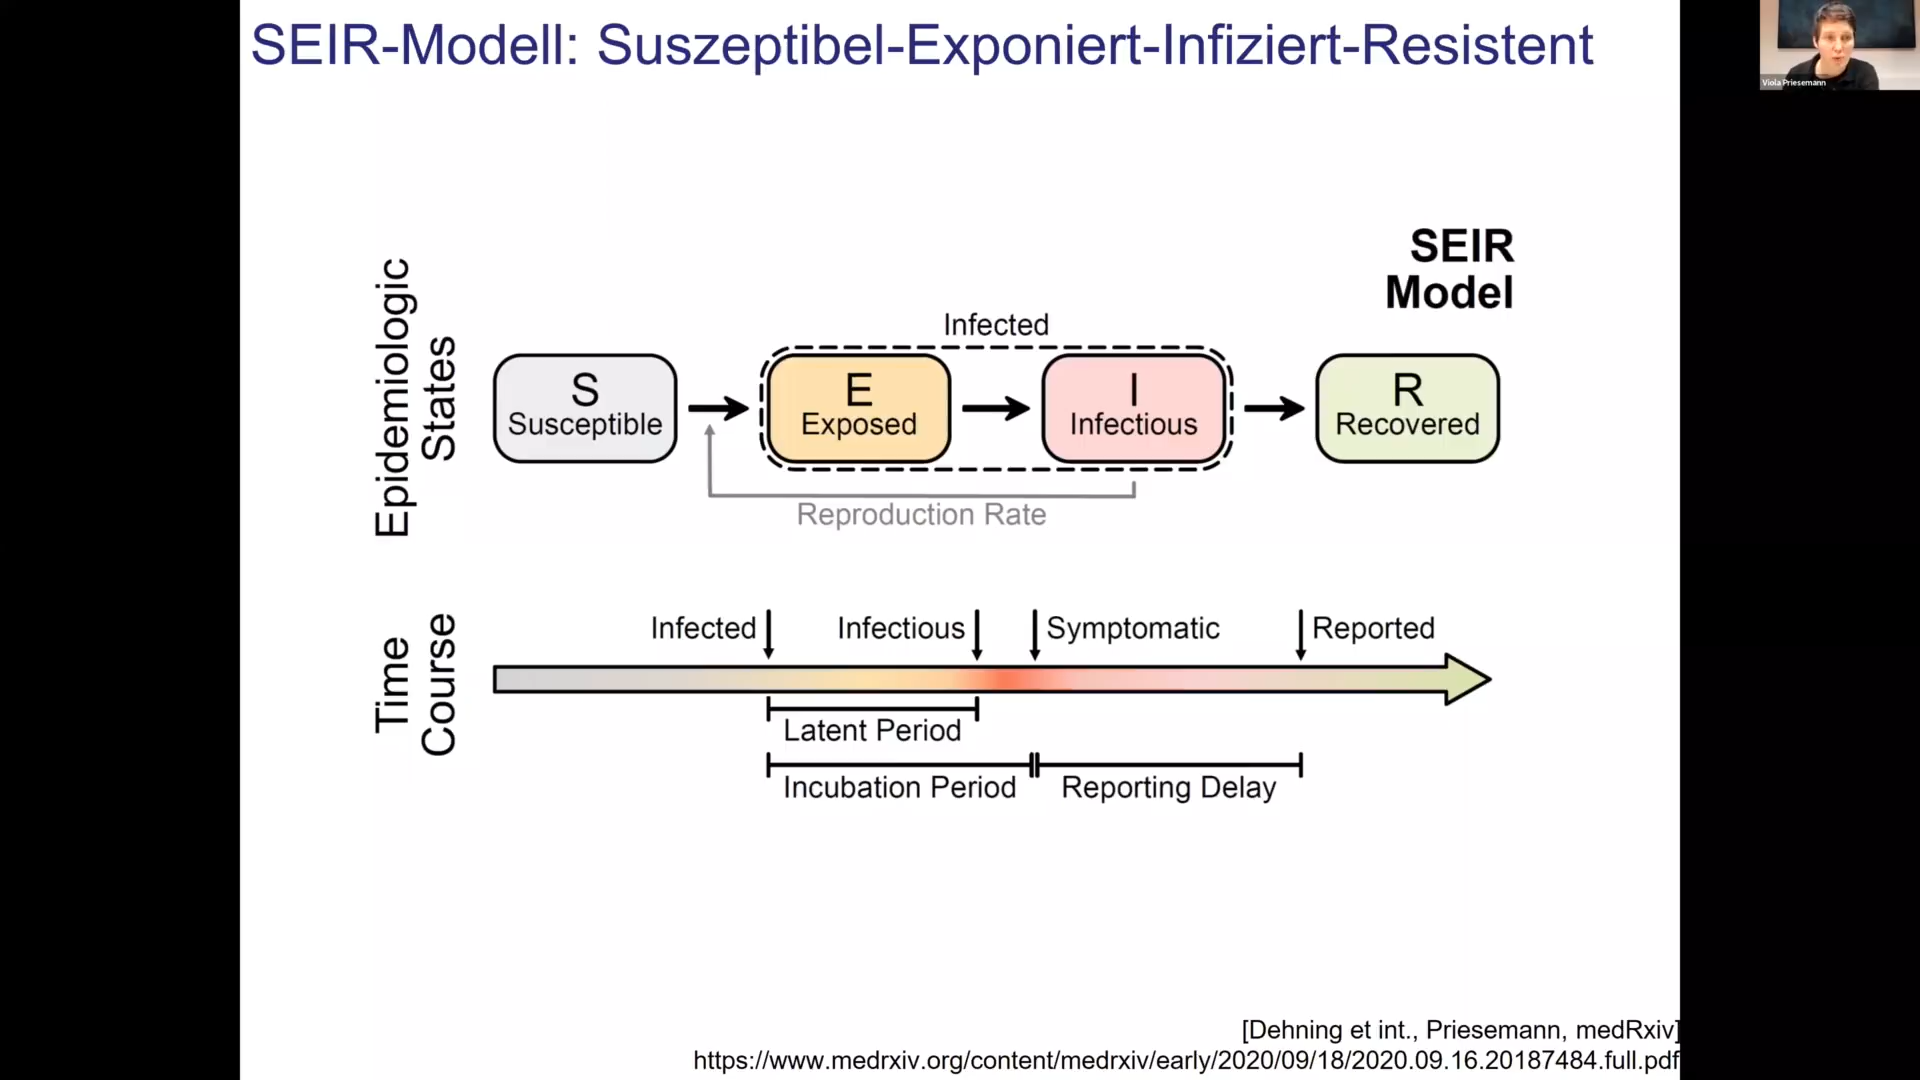 SEIR-Modell: Suszeptibel-Exponiert-Infiziert-Resistent
Viola Priesemann
SEIR
Model
Epidemiologic
States
Infected
S
Susceptible
E
Exposed
I
Infectious
R
Recovered
Reproduction Rate
Time
Course
Infected
Infectious
Symptomatic
Reported
Latent Period
Incubation Period
Reporting Delay
[Dehning et int., Priesemann, medRxiv]
https://www.medrxiv.org/content/medrxiv/early/2020/09/18/2020.09.16.20187484.full.pdf